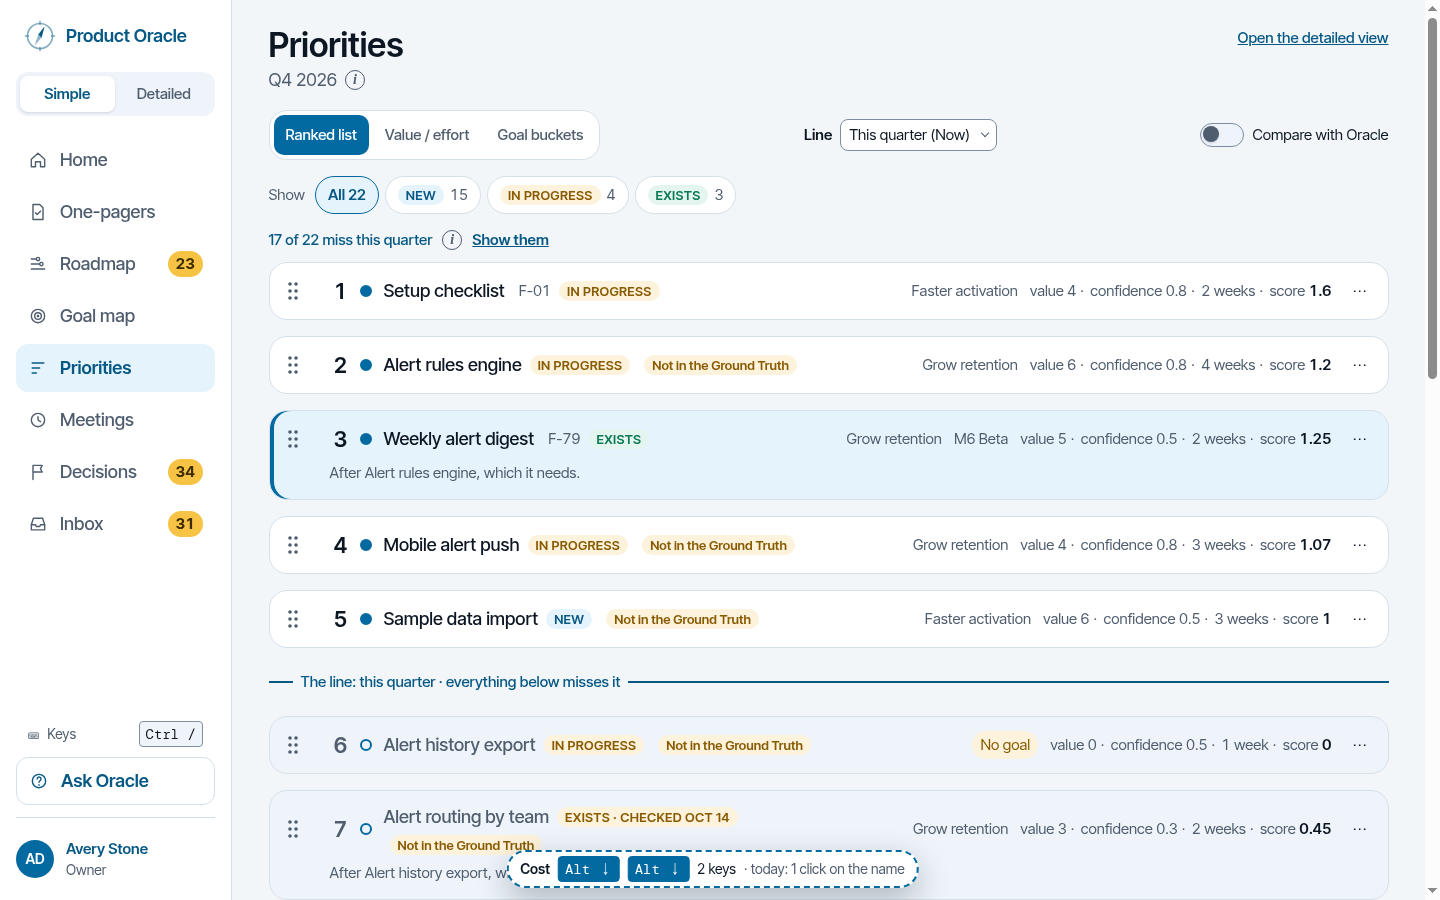 Product Oracle
Simple
Detailed
Home
One-pagers
Roadmap 23
Goal map
Priorities
Meetings
Decisions 34
Inbox 31
Keys Ctrl /
Ask Oracle
AD
Avery Stone
Owner
Priorities
Open the detailed view
Q4 2026 i
Ranked list
Value / effort
Goal buckets
Line This quarter (Now)
Compare with Oracle
Show All 22 NEW 15 IN PROGRESS 4 EXISTS 3
17 of 22 miss this quarter i Show them
1 Setup checklist F-01 IN PROGRESS Faster activation value 4 · confidence 0.8 · 2 weeks · score 1.6 ···
2 Alert rules engine IN PROGRESS Not in the Ground Truth Grow retention value 6 · confidence 0.8 · 4 weeks · score 1.2 ···
3 Weekly alert digest F-79 EXISTS Grow retention M6 Beta value 5 · confidence 0.5 · 2 weeks · score 1.25 ···
After Alert rules engine, which it needs.
4 Mobile alert push IN PROGRESS Not in the Ground Truth Grow retention value 4 · confidence 0.8 · 3 weeks · score 1.07 ···
5 Sample data import NEW Not in the Ground Truth Faster activation value 6 · confidence 0.5 · 3 weeks · score 1 ···
The line: this quarter · everything below misses it
6 Alert history export IN PROGRESS Not in the Ground Truth No goal value 0 · confidence 0.5 · 1 week · score 0 ···
7 Alert routing by team EXISTS · CHECKED OCT 14 Grow retention value 3 · confidence 0.3 · 2 weeks · score 0.45 ···
Not in the Ground Truth
After Alert history export,
Cost Alt ↓ Alt ↓ 2 keys · today: 1 click on the name